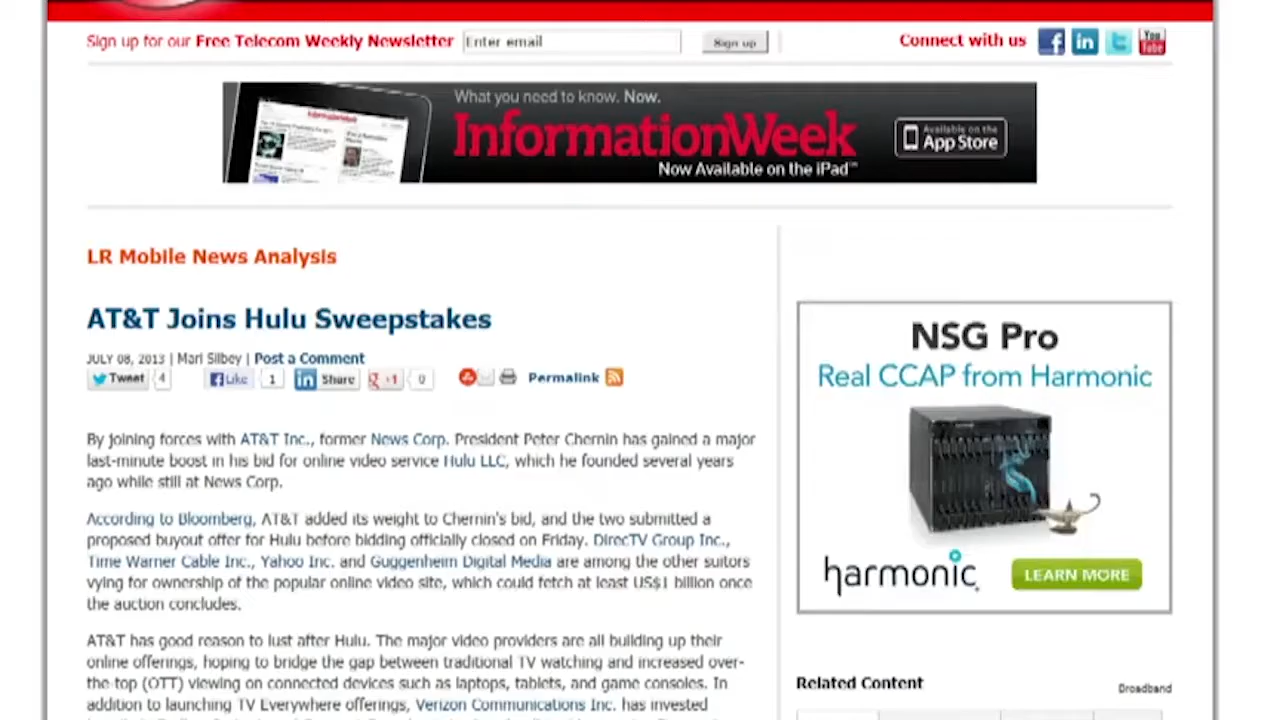 Sign up for our Free Telecom Weekly Newsletter
Enter email
Sign up
Connect with us
f
in
t
You
Tube
What you need to know. Now.
InformationWeek
Now Available on the iPad™
Available on the
App Store
InformationWeek
LR Mobile News Analysis
AT&T Joins Hulu Sweepstakes
JULY 08, 2013 | Mari Silbey | Post a Comment
Tweet 4
f Like 1
in Share
g +1 0
Permalink
By joining forces with AT&T Inc., former News Corp. President Peter Chernin has gained a major
last-minute boost in his bid for online video service Hulu LLC, which he founded several years
ago while still at News Corp.
According to Bloomberg, AT&T added its weight to Chernin's bid, and the two submitted a
proposed buyout offer for Hulu before bidding officially closed on Friday. DirecTV Group Inc.,
Time Warner Cable Inc., Yahoo Inc. and Guggenheim Digital Media are among the other suitors
vying for ownership of the popular online video site, which could fetch at least US$1 billion once
the auction concludes.
AT&T has good reason to lust after Hulu. The major video providers are all building up their
online offerings, hoping to bridge the gap between traditional TV watching and increased over-
the-top (OTT) viewing on connected devices such as laptops, tablets, and game consoles. In
addition to launching TV Everywhere offerings, Verizon Communications Inc. has invested
NSG Pro
Real CCAP from Harmonic
harmonic
LEARN MORE
Related Content
Broadband